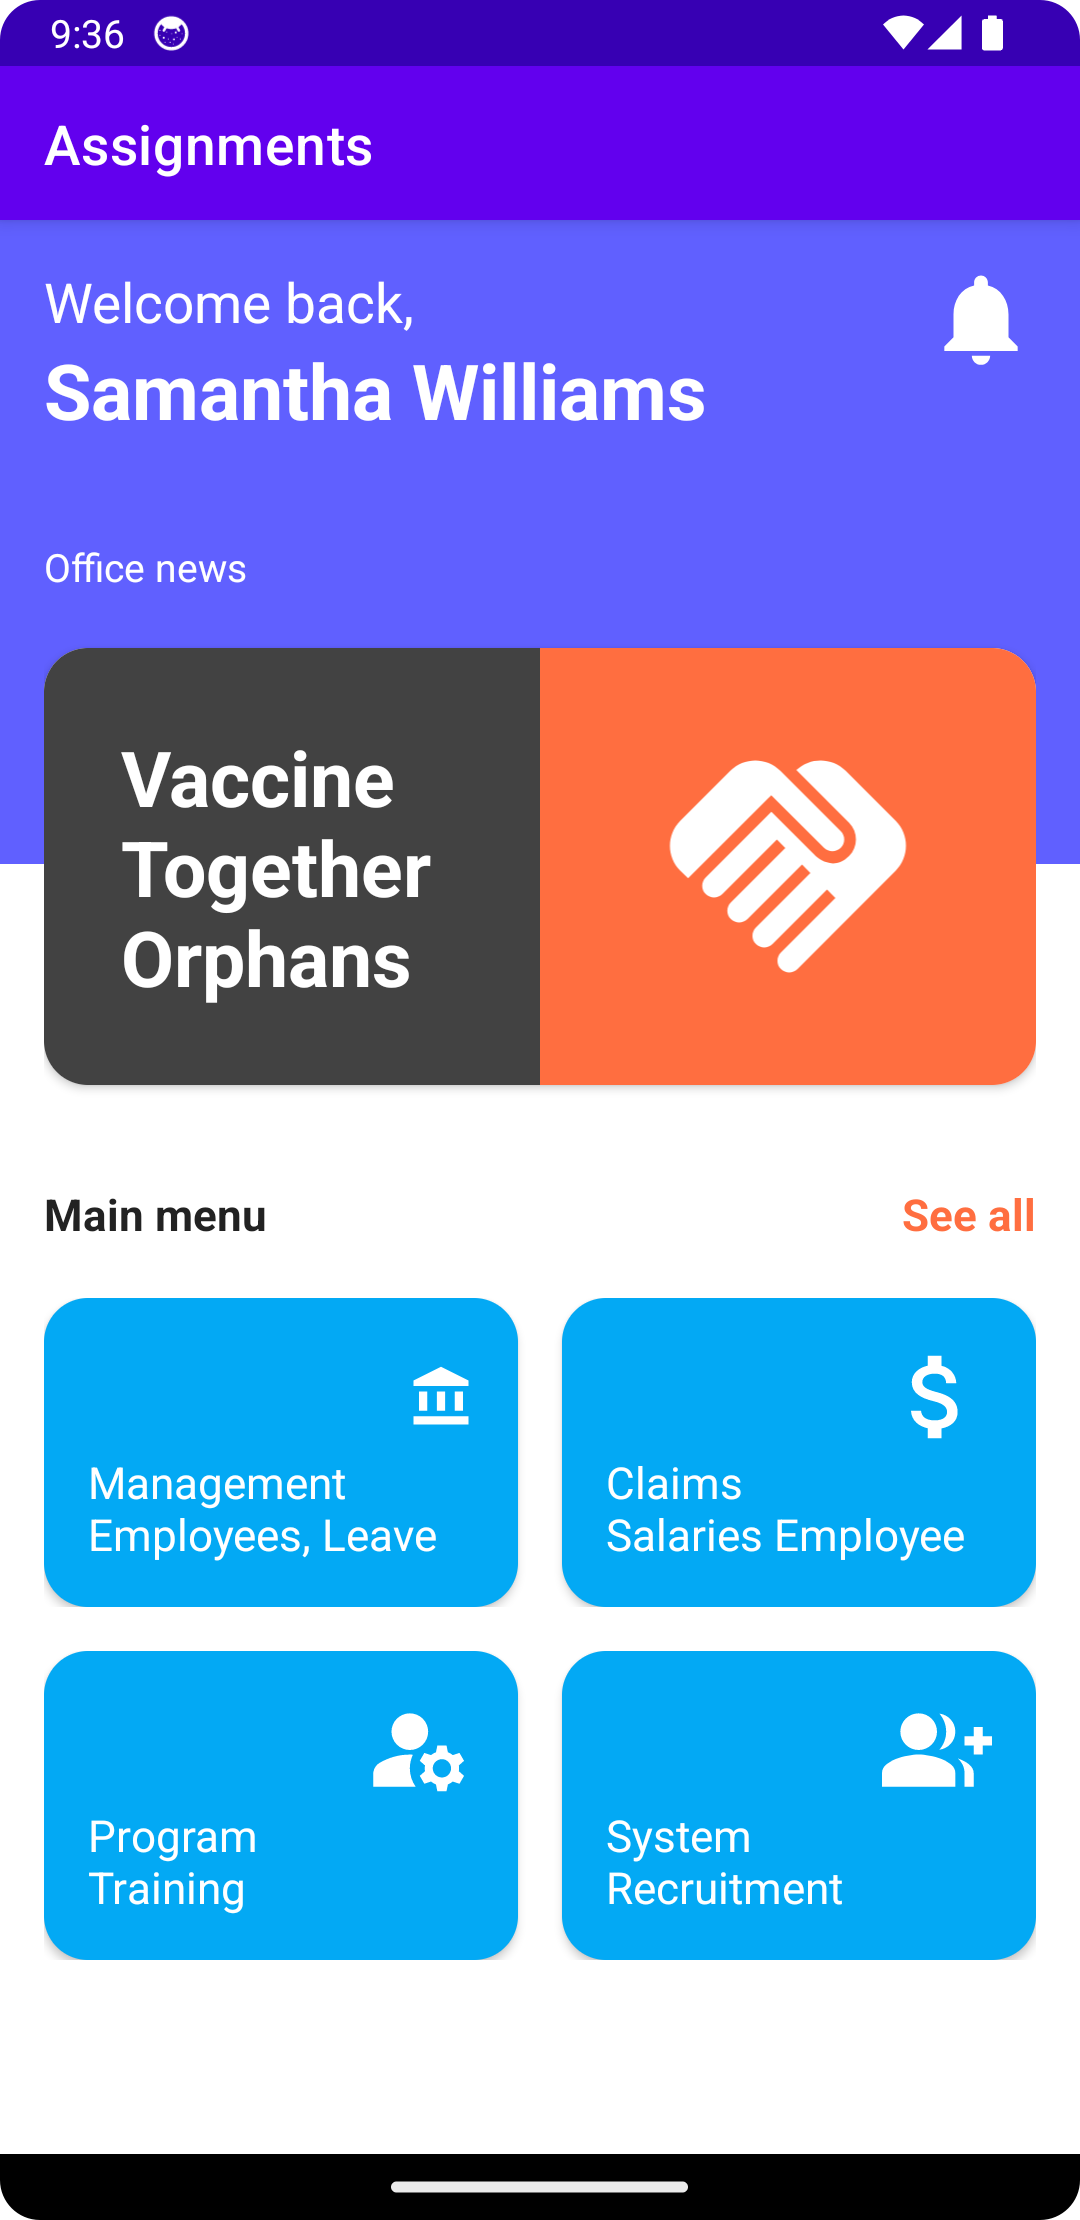 9:36
Assignments
Welcome back,
Samantha Williams
Office news
Vaccine
Together
Orphans
Main menu
See all
Management
Employees, Leave
Claims
Salaries Employee
Program
Training
System
Recruitment